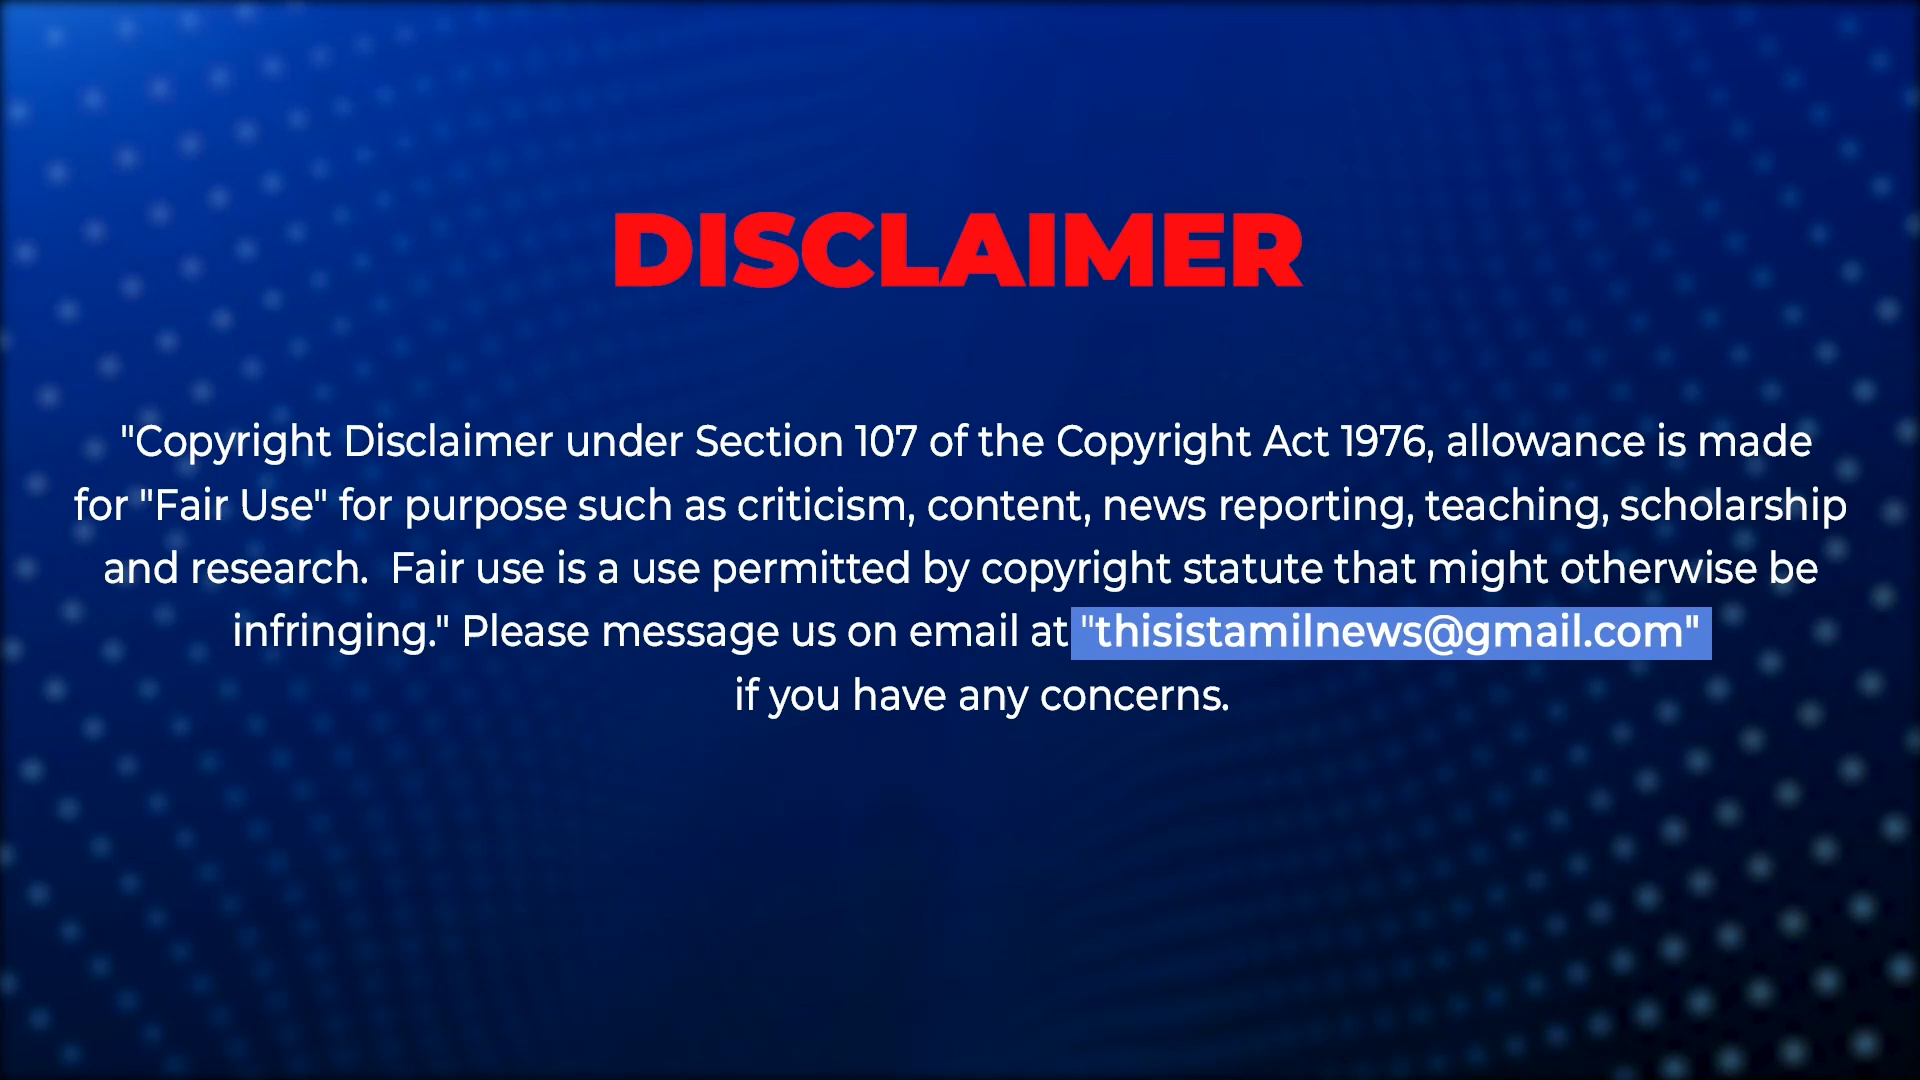 DISCLAIMER
"Copyright Disclaimer under Section 107 of the Copyright Act 1976, allowance is made
for "Fair Use" for purpose such as criticism, content, news reporting, teaching, scholarship
and research.  Fair use is a use permitted by copyright statute that might otherwise be
infringing." Please message us on email at "thisistamilnews@gmail.com"
if you have any concerns.